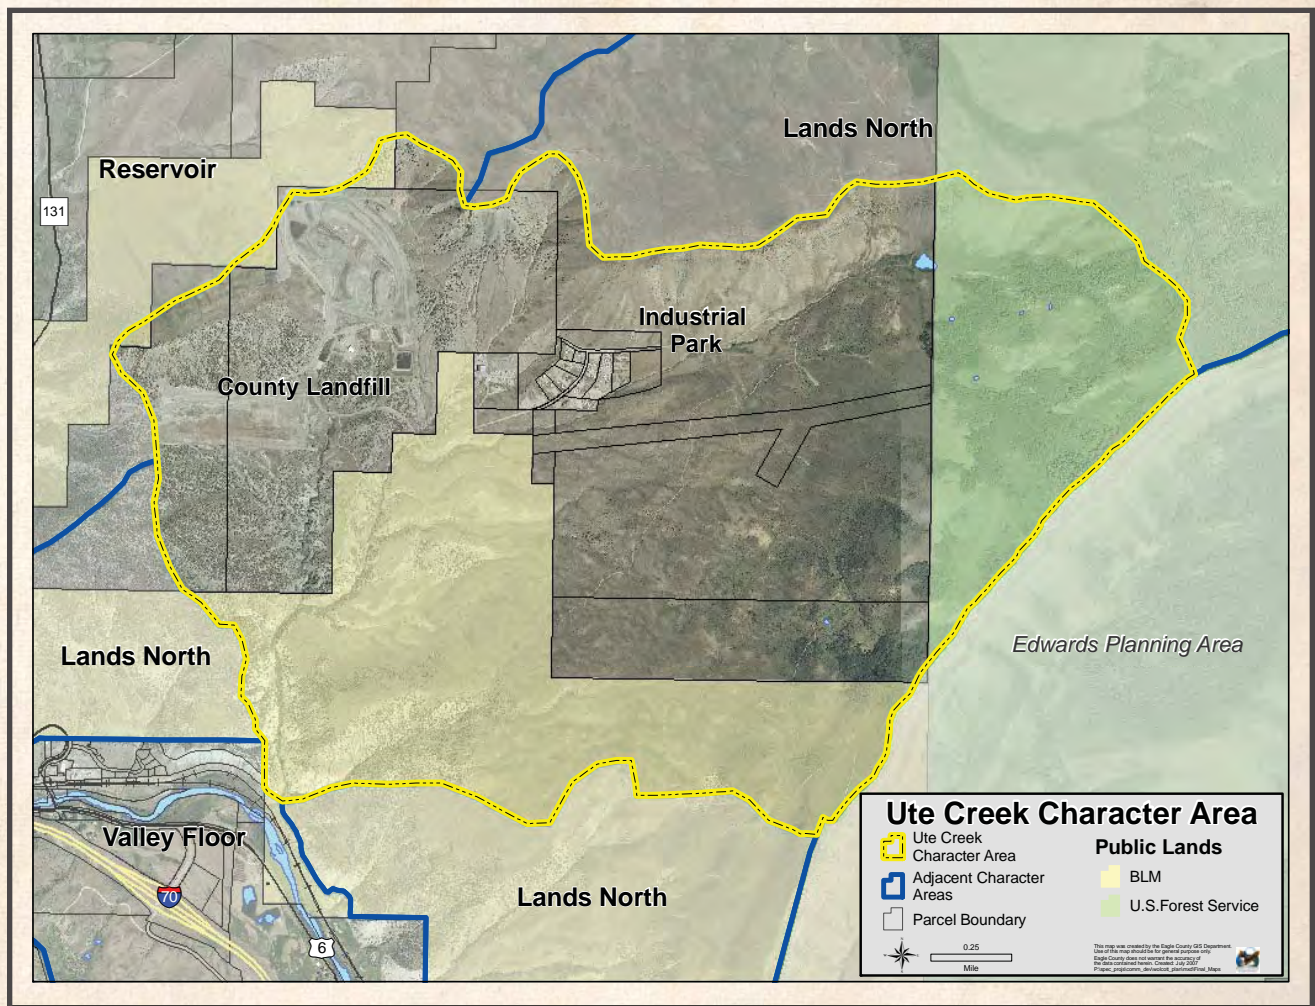 Lands North
Reservoir
131
Industrial
Park
County Landfill
Lands North
Edwards Planning Area
Valley Floor
70
6
Lands North
Ute Creek Character Area
Ute Creek
Character Area
Adjacent Character
Areas
Parcel Boundary
Public Lands
BLM
U.S.Forest Service
0.25
Mile
This map was created by the Eagle County GIS Department.
Use of this map should be for general purpose only.
Eagle County does not warrant the accuracy of
the data contained herein. Created: July 2007